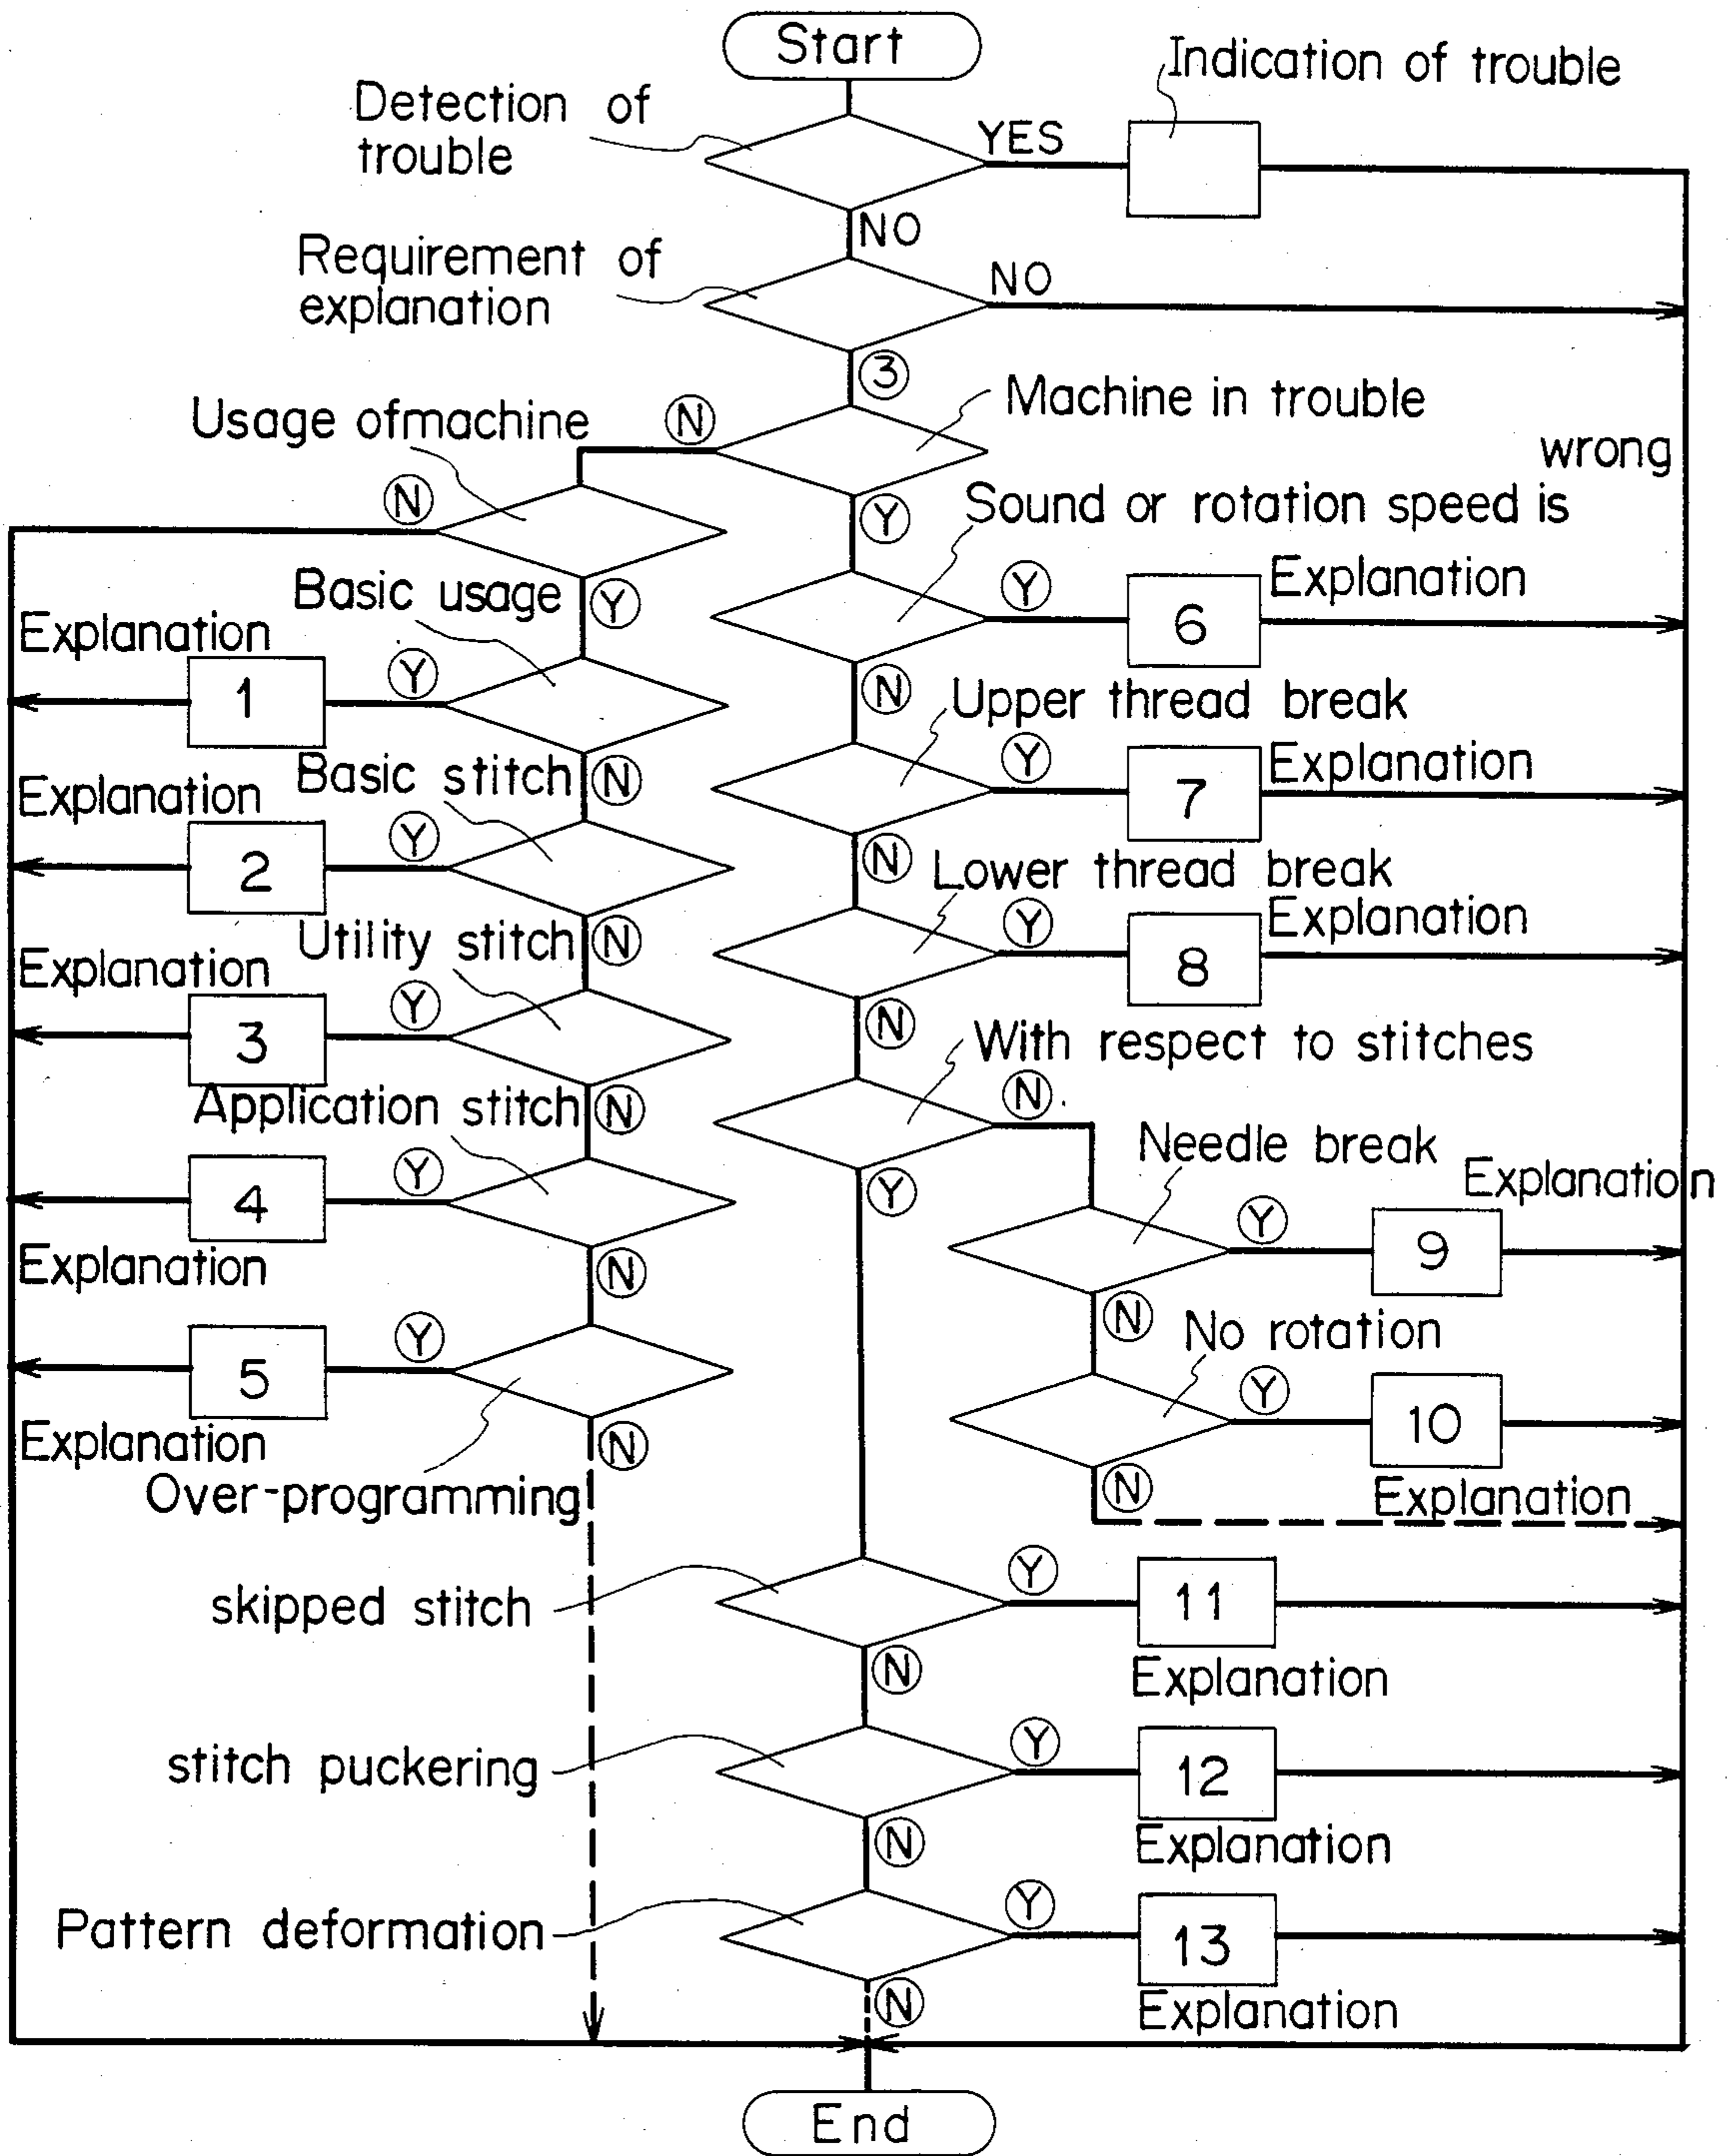 Start
Indication of trouble
Detection of
trouble
YES
NO
Requirement of
explanation
NO
③
Machine in trouble
Usage ofmachine
Ⓝ
wrong
Ⓝ
Ⓨ
Sound or rotation speed is
Basic usage
Ⓨ
Ⓨ
6
Explanation
Explanation
1
Ⓨ
Ⓝ
Upper thread break
Basic stitch
Ⓝ
Ⓨ
7
Explanation
Explanation
2
Ⓨ
Ⓝ
Lower thread break
Utility stitch
Ⓝ
Ⓨ
8
Explanation
Explanation
3
Ⓨ
Ⓝ
With respect to stitches
Application stitch
Ⓝ
Ⓝ
Needle break
4
Ⓨ
Ⓨ
Explanation
Explanation
Ⓝ
Ⓨ
9
5
Ⓨ
Ⓝ
No rotation
Explanation
Ⓝ
Ⓨ
10
Over-programming
Ⓝ
Explanation
skipped stitch
Ⓨ
11
Ⓝ
Explanation
stitch puckering
Ⓨ
12
Ⓝ
Explanation
Pattern deformation
Ⓨ
13
Ⓝ
Explanation
End